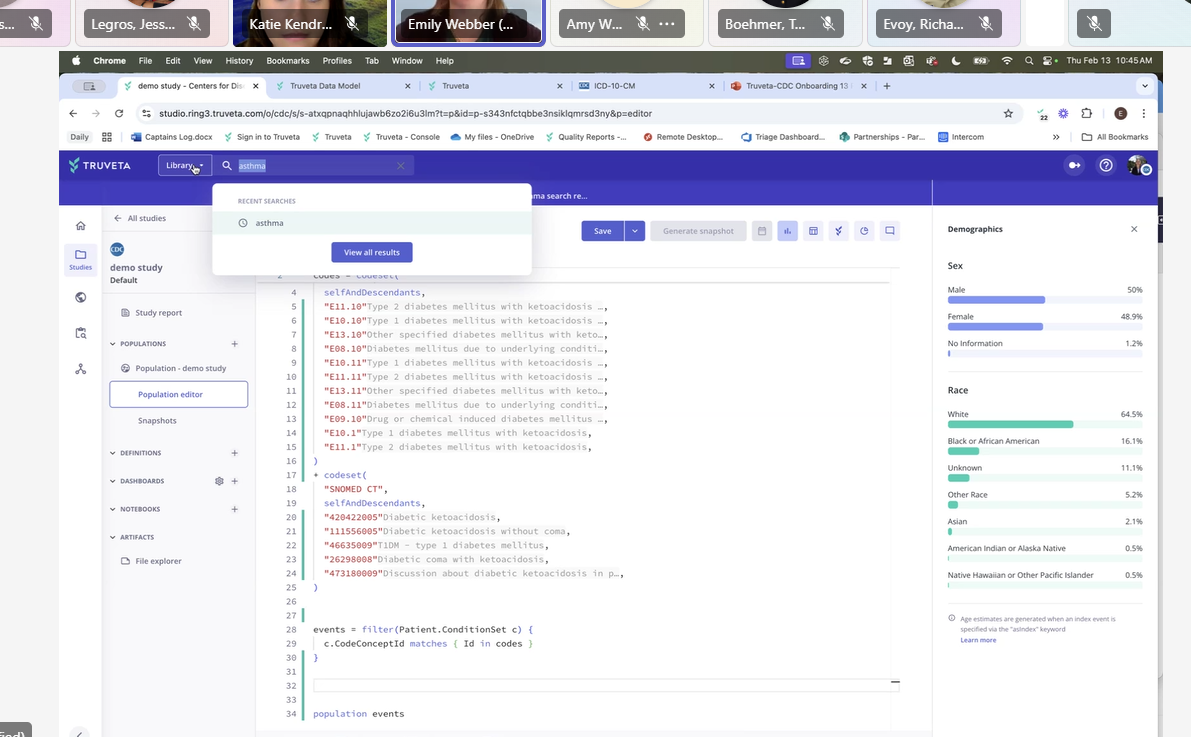 s...
Legros, Jess...
Katie Kendr...
Emily Webber (...
Amy W...
Boehmer, T...
Evoy, Richa...
Chrome File Edit View History Bookmarks Profiles Tab Window Help
Thu Feb 13 10:45 AM
demo study - Centers for Dis
Truveta Data Model
Truveta
ICD-10-CM
Truveta-CDC Onboarding 13
studio.ring3.truveta.com/o/cdc/s/s-atxqpnaqhhlujawb6zo2i6u3lm?t=p&id=p-s343nfctqbbe3nsiklqmrsd3ny&p=editor
22
E
Daily
Captains Log.docx
Sign in to Truveta
Truveta
Truveta - Console
My files - OneDrive
Quality Reports -...
Remote Desktop...
Triage Dashboard...
Partnerships - Par...
Intercom
All Bookmarks
TRUVETA
Library
asthma
RECENT SEARCHES
asthma
View all results
ma search re...
Studies
All studies
CDC
demo study
Default
Study report
POPULATIONS
Population - demo study
Population editor
Snapshots
DEFINITIONS
DASHBOARDS
NOTEBOOKS
ARTIFACTS
File explorer
Save
Generate snapshot
2 codes = codeset(
4 selfAndDescendants,
5 "E11.10"Type 2 diabetes mellitus with ketoacidosis …,
6 "E10.10"Type 1 diabetes mellitus with ketoacidosis …,
7 "E13.10"Other specified diabetes mellitus with keto…,
8 "E08.10"Diabetes mellitus due to underlying conditi…,
9 "E10.11"Type 1 diabetes mellitus with ketoacidosis …,
10 "E11.11"Type 2 diabetes mellitus with ketoacidosis …,
11 "E13.11"Other specified diabetes mellitus with keto…,
12 "E08.11"Diabetes mellitus due to underlying conditi…,
13 "E09.10"Drug or chemical induced diabetes mellitus …,
14 "E10.1"Type 1 diabetes mellitus with ketoacidosis,
15 "E11.1"Type 2 diabetes mellitus with ketoacidosis,
16 )
17 + codeset(
18 "SNOMED CT",
19 selfAndDescendants,
20 "420422005"Diabetic ketoacidosis,
21 "111556005"Diabetic ketoacidosis without coma,
22 "46635009"T1DM - type 1 diabetes mellitus,
23 "26298008"Diabetic coma with ketoacidosis,
24 "473180009"Discussion about diabetic ketoacidosis in p…,
25 )
26
27
28 events = filter(Patient.ConditionSet c) {
29 c.CodeConceptId matches { Id in codes }
30 }
31
32
33
34 population events
Demographics
Sex
Male 50%
Female 48.9%
No Information 1.2%
Race
White 64.5%
Black or African American 16.1%
Unknown 11.1%
Other Race 5.2%
Asian 2.1%
American Indian or Alaska Native 0.5%
Native Hawaiian or Other Pacific Islander 0.5%
Age estimates are generated when an index event is
specified via the "asIndex" keyword
Learn more